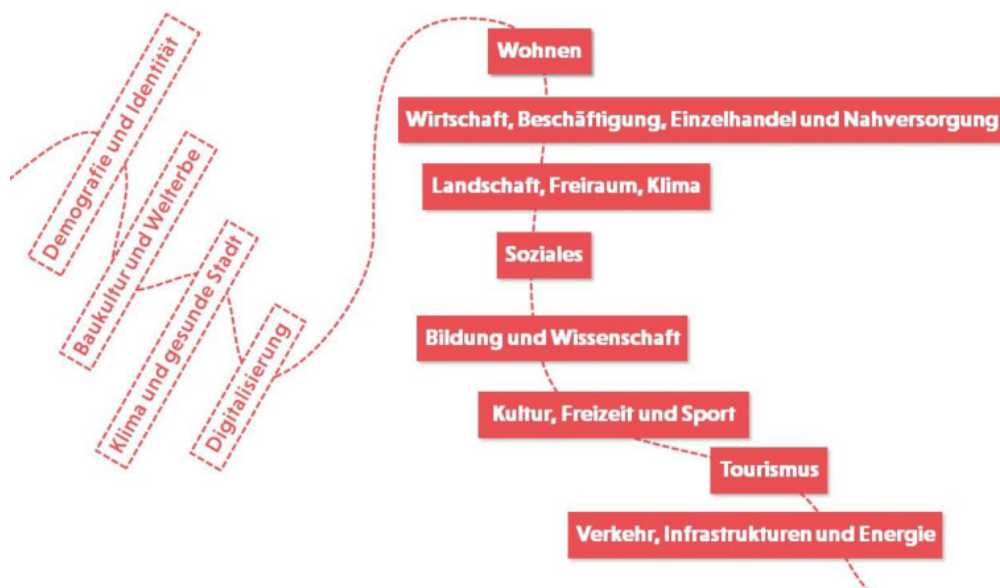 Demografie und Identität
Baukultur und Welterbe
Klima und gesunde Stadt
Digitalisierung
Wohnen
Wirtschaft, Beschäftigung, Einzelhandel und Nahversorgung
Landschaft, Freiraum, Klima
Soziales
Bildung und Wissenschaft
Kultur, Freizeit und Sport
Tourismus
Verkehr, Infrastrukturen und Energie